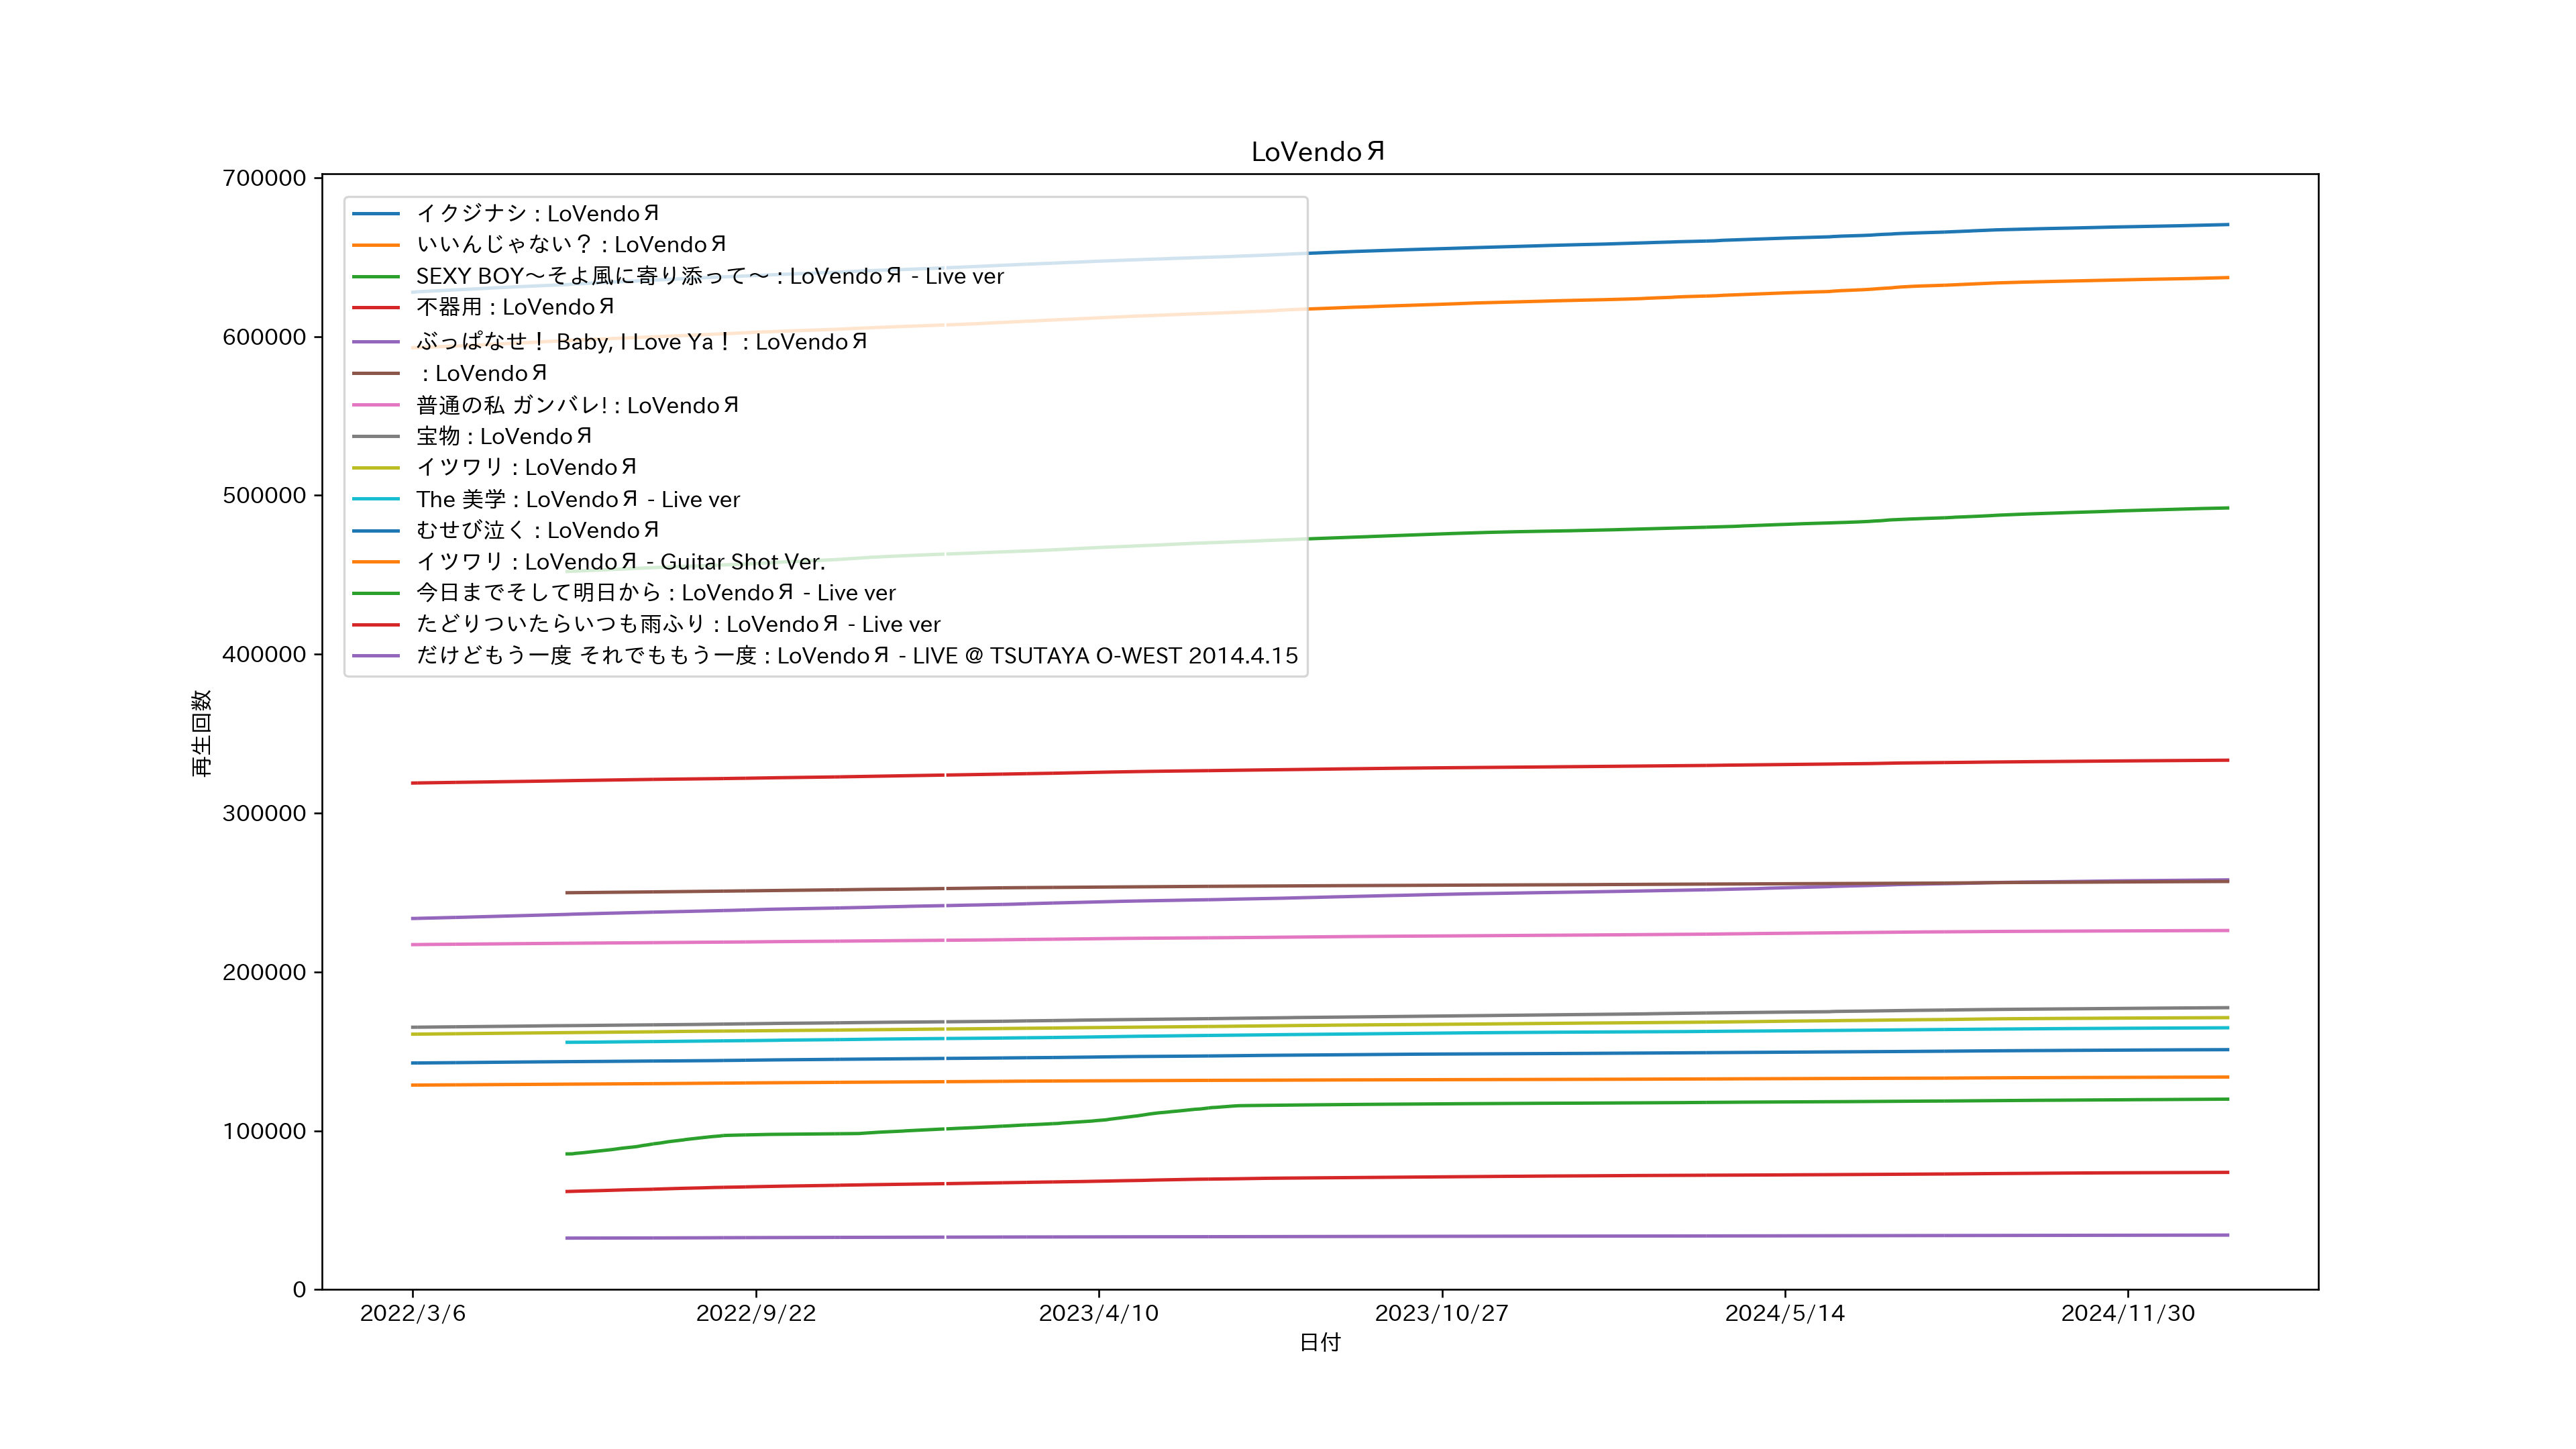 LoVendoЯ
700000
600000
500000
400000
300000
200000
100000
0
再生回数
イクジナシ : LoVendoЯ
いいんじゃない？ : LoVendoЯ
SEXY BOY～そよ風に寄り添って～ : LoVendoЯ - Live ver
不器用 : LoVendoЯ
ぶっぱなせ！ Baby, I Love Ya！ : LoVendoЯ
: LoVendoЯ
普通の私 ガンバレ! : LoVendoЯ
宝物 : LoVendoЯ
イツワリ : LoVendoЯ
The 美学 : LoVendoЯ - Live ver
むせび泣く : LoVendoЯ
イツワリ : LoVendoЯ - Guitar Shot Ver.
今日までそして明日から : LoVendoЯ - Live ver
たどりついたらいつも雨ふり : LoVendoЯ - Live ver
だけどもう一度 それでももう一度 : LoVendoЯ - LIVE @ TSUTAYA O-WEST 2014.4.15
2022/3/6 2022/9/22 2023/4/10 2023/10/27 2024/5/14 2024/11/30
日付